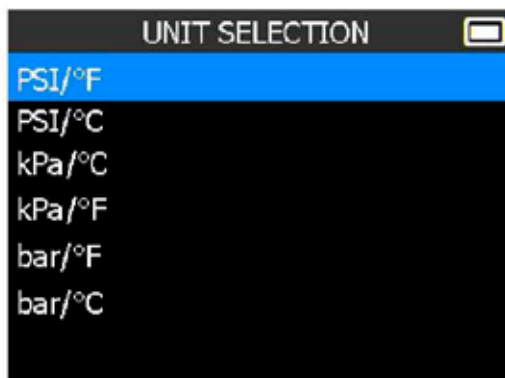 UNIT SELECTION
PSI/°F
PSI/°C
kPa/°C
kPa/°F
bar/°F
bar/°C